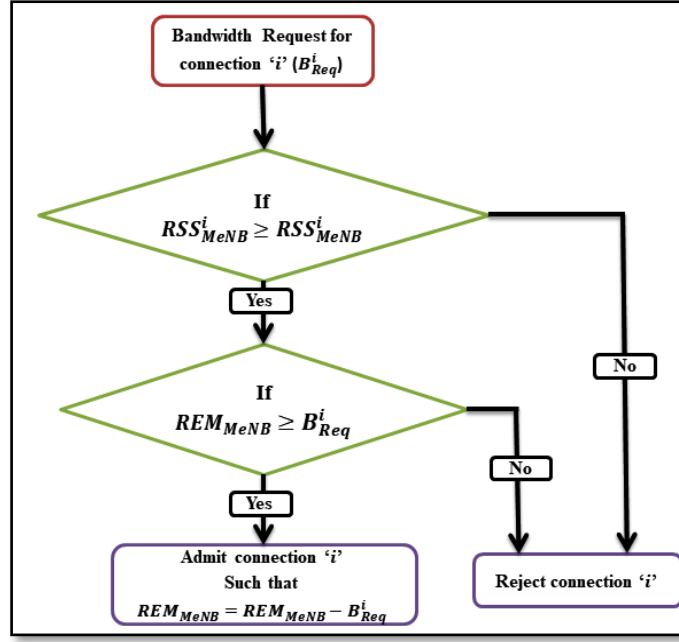 Bandwidth Request for
connection ‘i’ (B^i_Req)
If
RSS^i_MeNB ≥ RSS^i_MeNB
Yes
No
If
REM_MeNB ≥ B^i_Req
No
Yes
Admit connection ‘i’
Such that
REM_MeNB = REM_MeNB − B^i_Req
Reject connection ‘i’